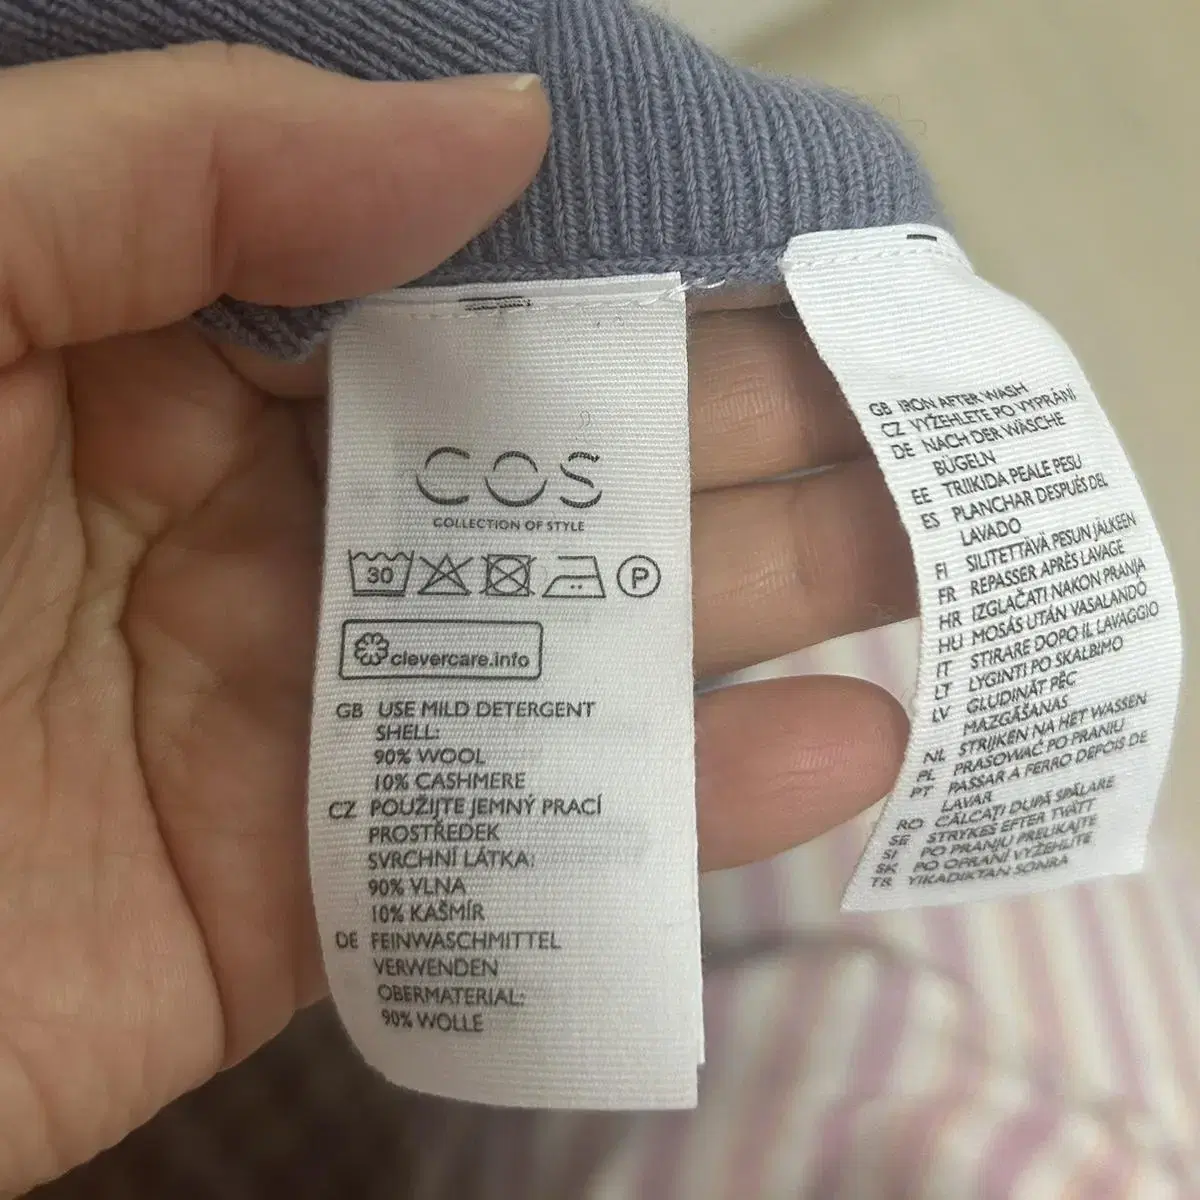 COS
COLLECTION OF STYLE
30 P
clevercare.info
GB USE MILD DETERGENT
SHELL:
90% WOOL
10% CASHMERE
CZ POUŽIJTE JEMNÝ PRACÍ
PROSTŘEDEK
SVRCHNÍ LÁTKA:
90% VLNA
10% KAŠMÍR
DE FEINWASCHMITTEL
VERWENDEN
OBERMATERIAL:
90% WOLLE
GB IRON AFTER WASH
CZ VYŽEHLETE PO VYPRÁNÍ
DE NACH DER WÄSCHE
BÜGELN
EE TRIIKIDA PEALE PESU
ES PLANCHAR DESPUÉS DEL
LAVADO
FI SILITETTÄVÄ PESUN JÄLKEEN
FR REPASSER APRÈS LAVAGE
HR IZGLAČATI NAKON PRANJA
HU MOSÁS UTÁN VASALANDÓ
IT STIRARE DOPO IL LAVAGGIO
LT LYGINTI PO SKALBIMO
LV GLUDINĀT PĒC
MAZGĀŠANAS
NL STRIJKEN NA HET WASSEN
PL PRASOWAĆ PO PRANIU
PT PASSAR A FERRO DEPOIS DE
LAVAR
RO CĂLCAȚI DUPĂ SPĂLARE
SE STRYKES EFTER TVÄTT
SI PO PRANJU PRELIKAJTE
SK PO OPRANÍ VYŽEHLITE
TR YIKADIKTAN SONRA